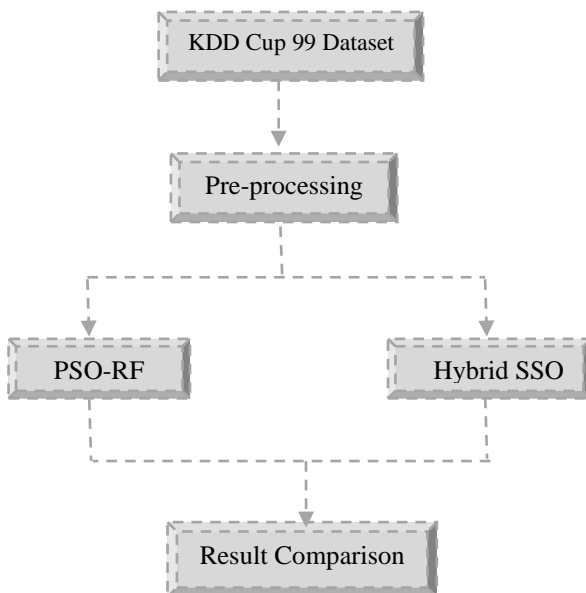 KDD Cup 99 Dataset
Pre-processing
PSO-RF
Hybrid SSO
Result Comparison